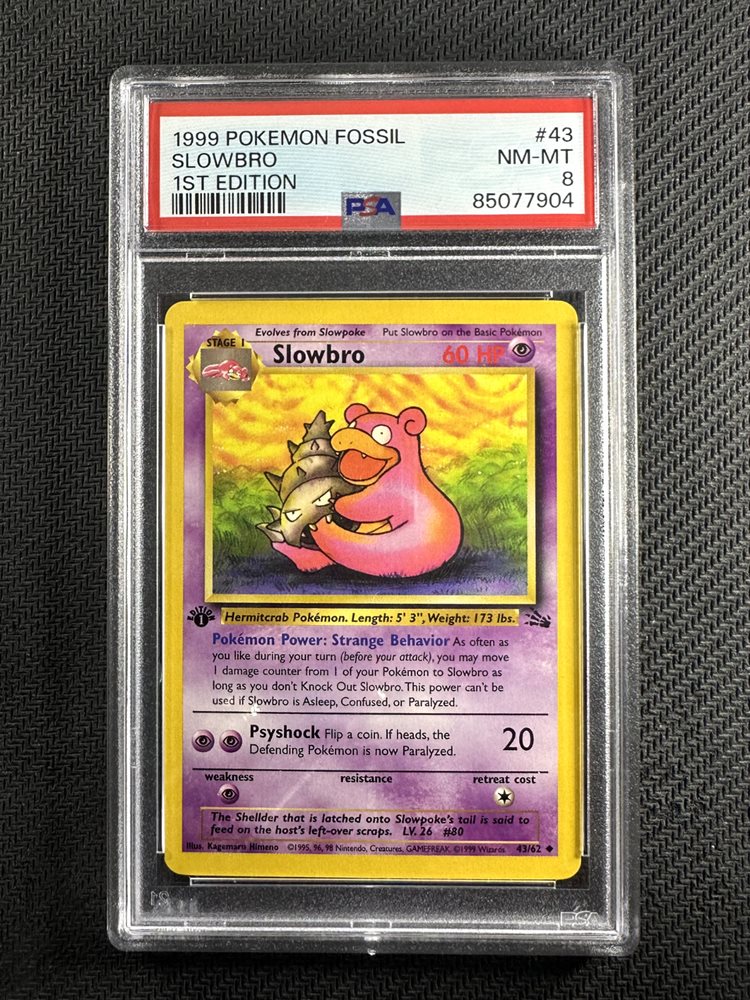 1999 POKEMON FOSSIL #43
SLOWBRO NM-MT
1ST EDITION 8
PSA 85077904
Evolves from Slowpoke Put Slowbro on the Basic Pokémon
STAGE 1
Slowbro 60 HP
EDITION
1
Hermitcrab Pokémon. Length: 5' 3", Weight: 173 lbs.
Pokémon Power: Strange Behavior As often as
you like during your turn (before your attack), you may move
1 damage counter from 1 of your Pokémon to Slowbro as
long as you don't Knock Out Slowbro. This power can't be
used if Slowbro is Asleep, Confused, or Paralyzed.
Psyshock Flip a coin. If heads, the
Defending Pokémon is now Paralyzed.
20
weakness resistance retreat cost
The Shellder that is latched onto Slowpoke's tail is said to
feed on the host's left-over scraps. LV. 26 #80
Illus. Kagemaru Himeno ©1995, 96, 98 Nintendo, Creatures, GAMEFREAK. ©1999 Wizards. 43/62
PSA